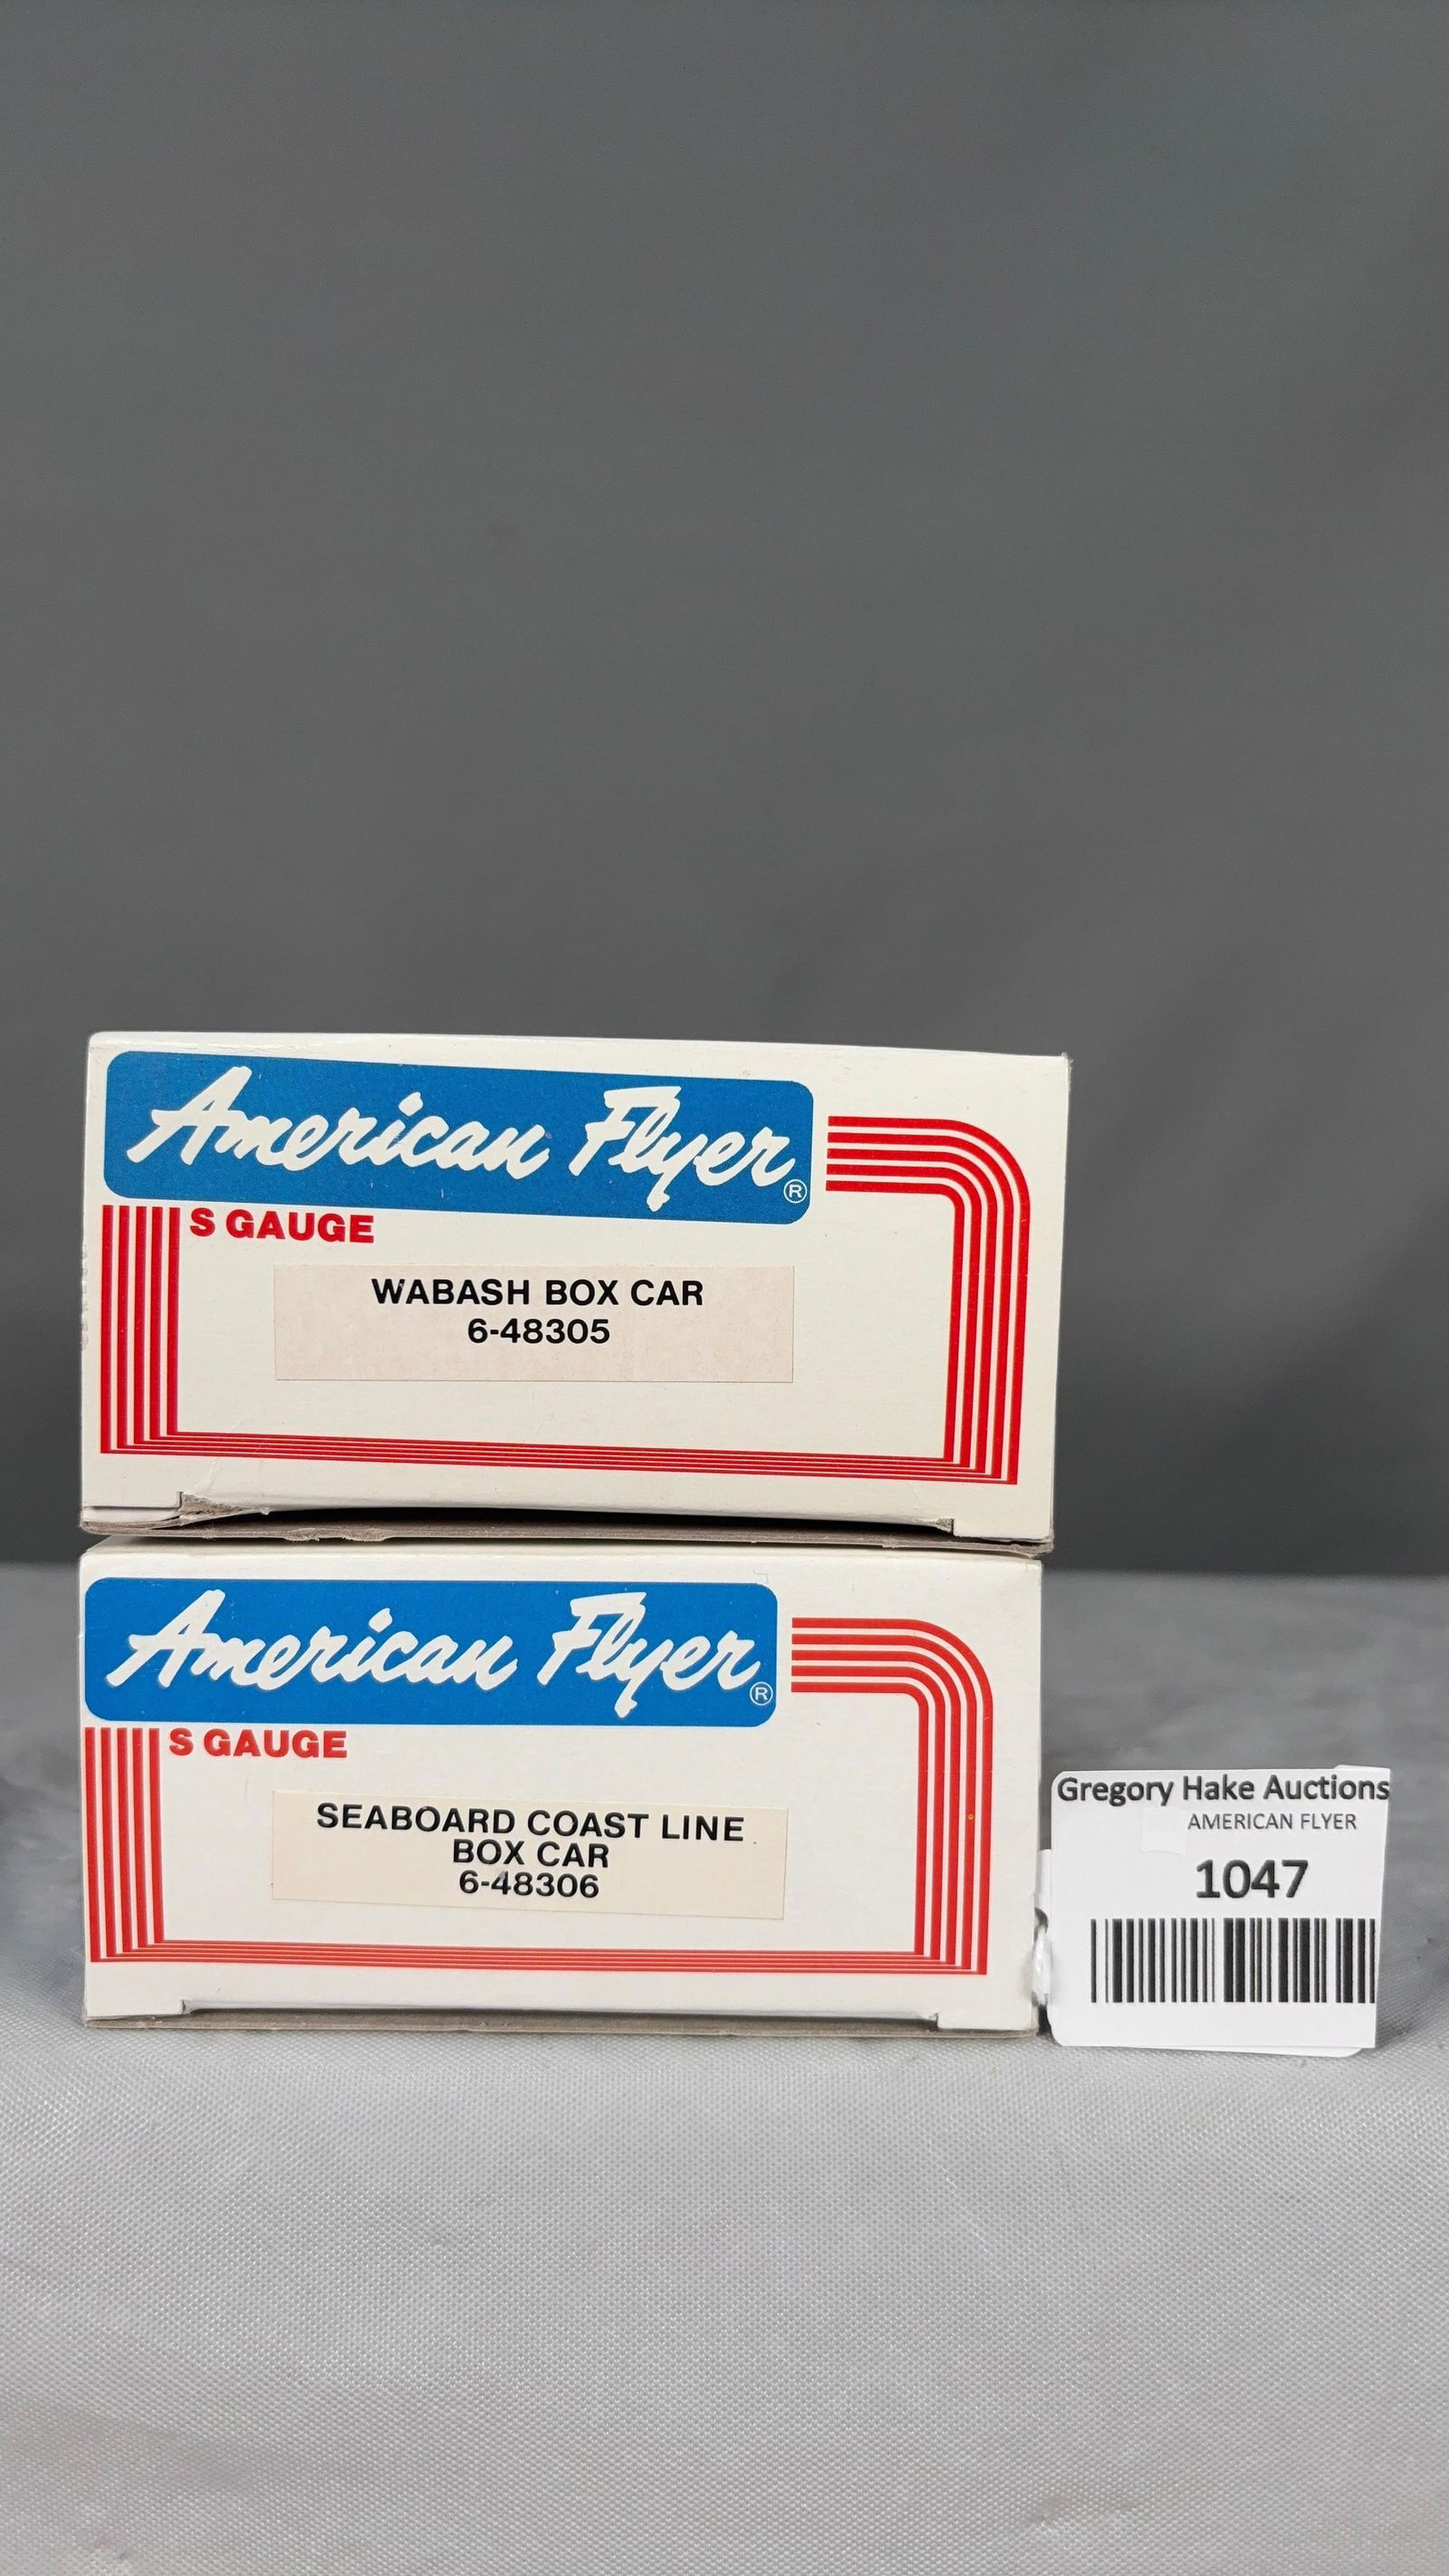 American Flyer®
S GAUGE
WABASH BOX CAR
6-48305
American Flyer®
S GAUGE
SEABOARD COAST LINE
BOX CAR
6-48306
Gregory Hake Auctions
AMERICAN FLYER
1047